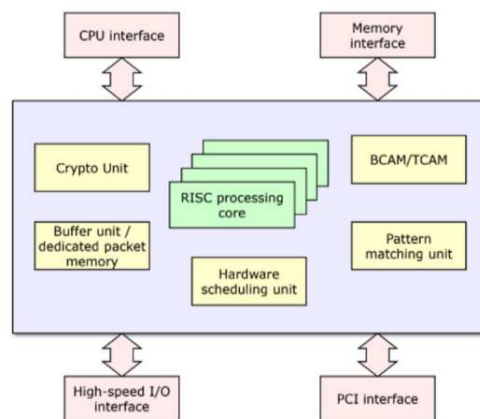 CPU interface
Memory
interface
Crypto Unit
BCAM/TCAM
RISC processing
core
Buffer unit /
dedicated packet
memory
Pattern
matching unit
Hardware
scheduling unit
High-speed I/O
interface
PCI interface